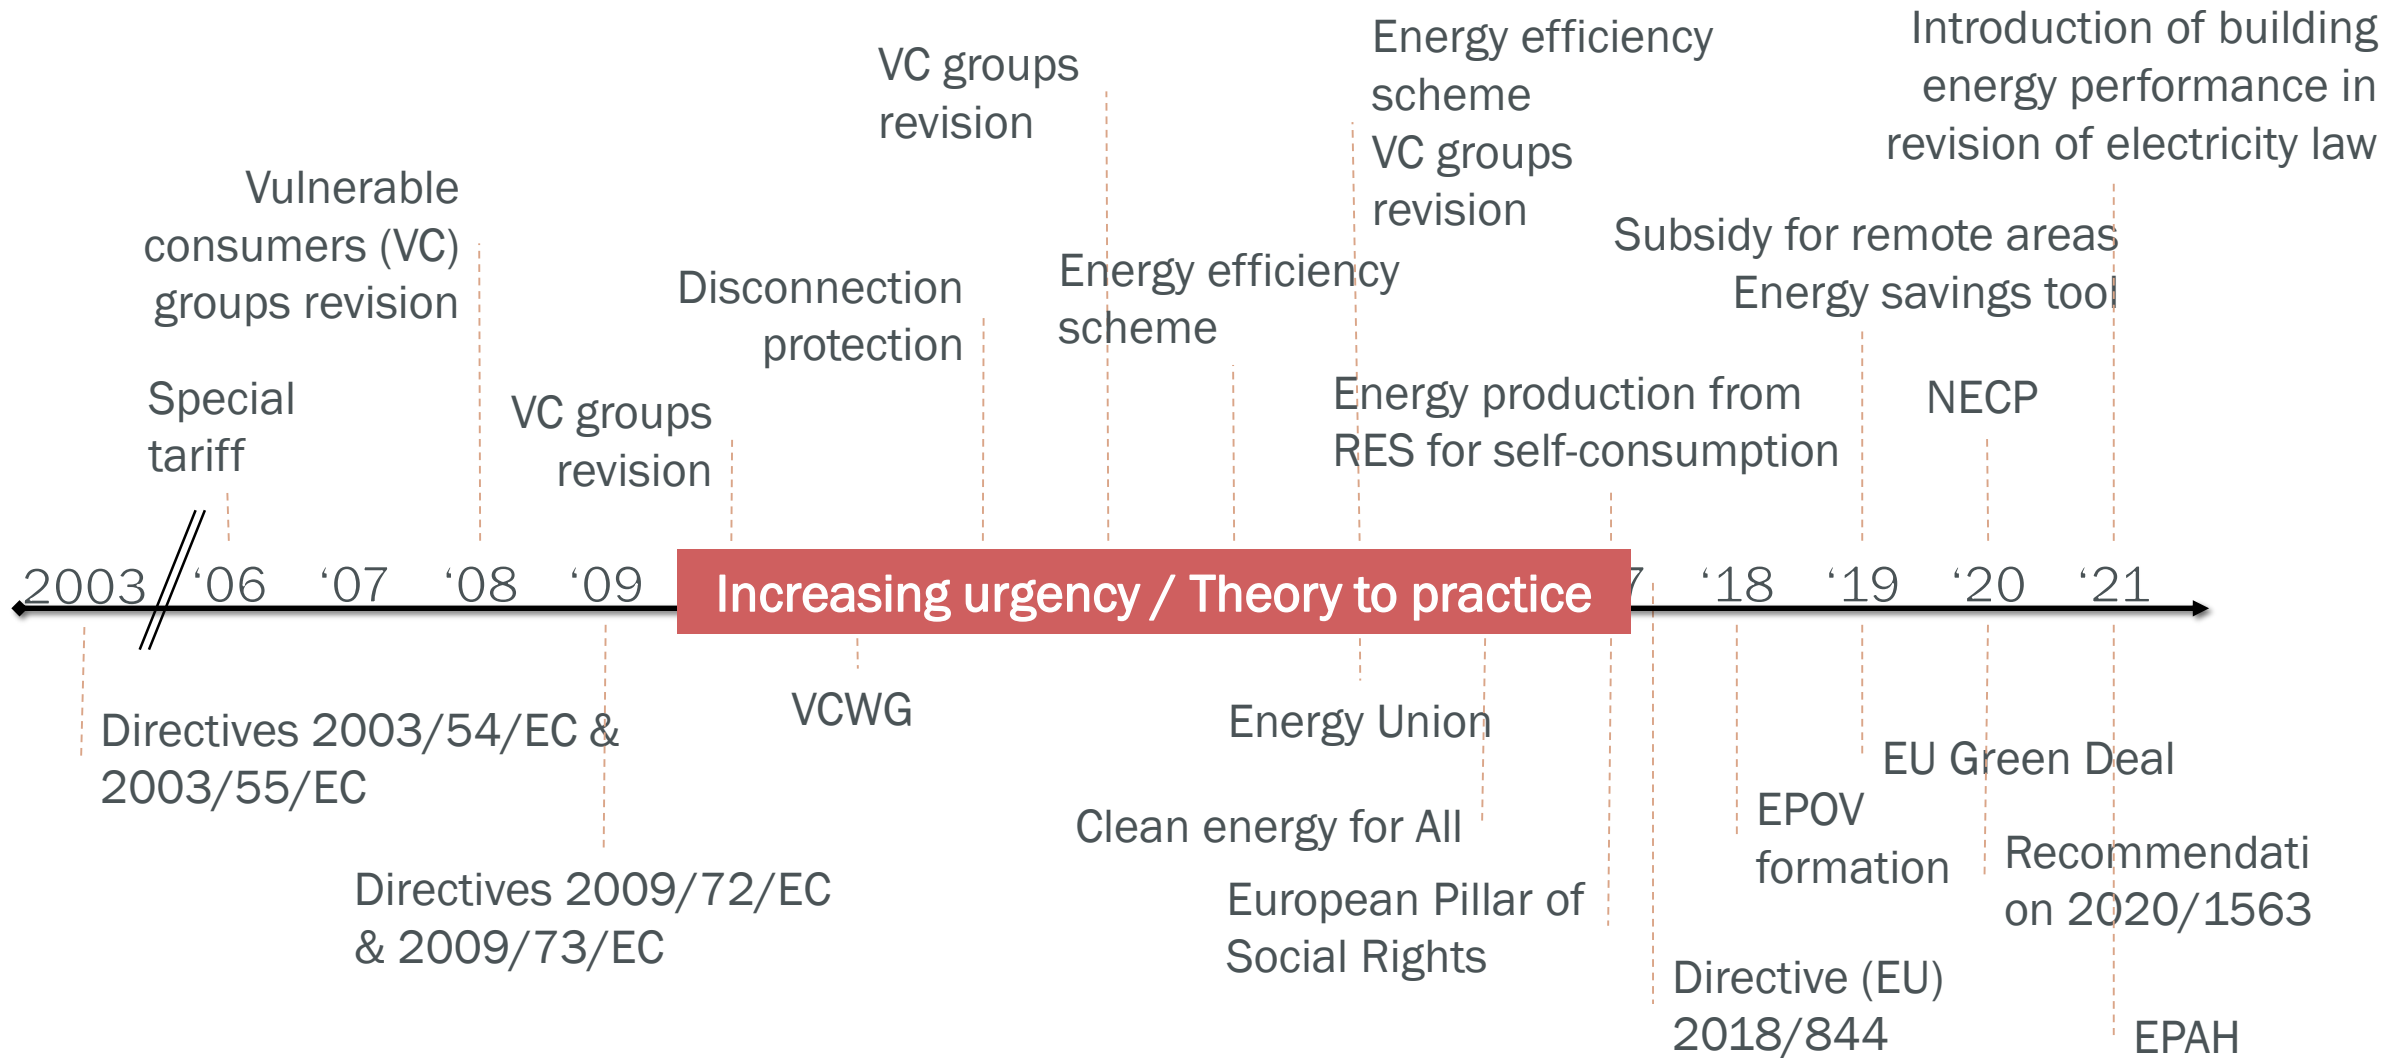 Vulnerable
consumers (VC)
groups revision
Special
tariff
VC groups
revision
Disconnection
protection
VC groups
revision
Energy efficiency
scheme
Energy efficiency
scheme
VC groups
revision
Energy production from
RES for self-consumption
Subsidy for remote areas
Energy savings tool
NECP
Introduction of building
energy performance in
revision of electricity law
2003 ‘06 ‘07 ‘08 ‘09 Increasing urgency / Theory to practice 7 ‘18 ‘19 ‘20 ‘21
Directives 2003/54/EC &
2003/55/EC
Directives 2009/72/EC
& 2009/73/EC
VCWG
Energy Union
Clean energy for All
European Pillar of
Social Rights
Directive (EU)
2018/844
EPOV
formation
EU Green Deal
Recommendati
on 2020/1563
EPAH